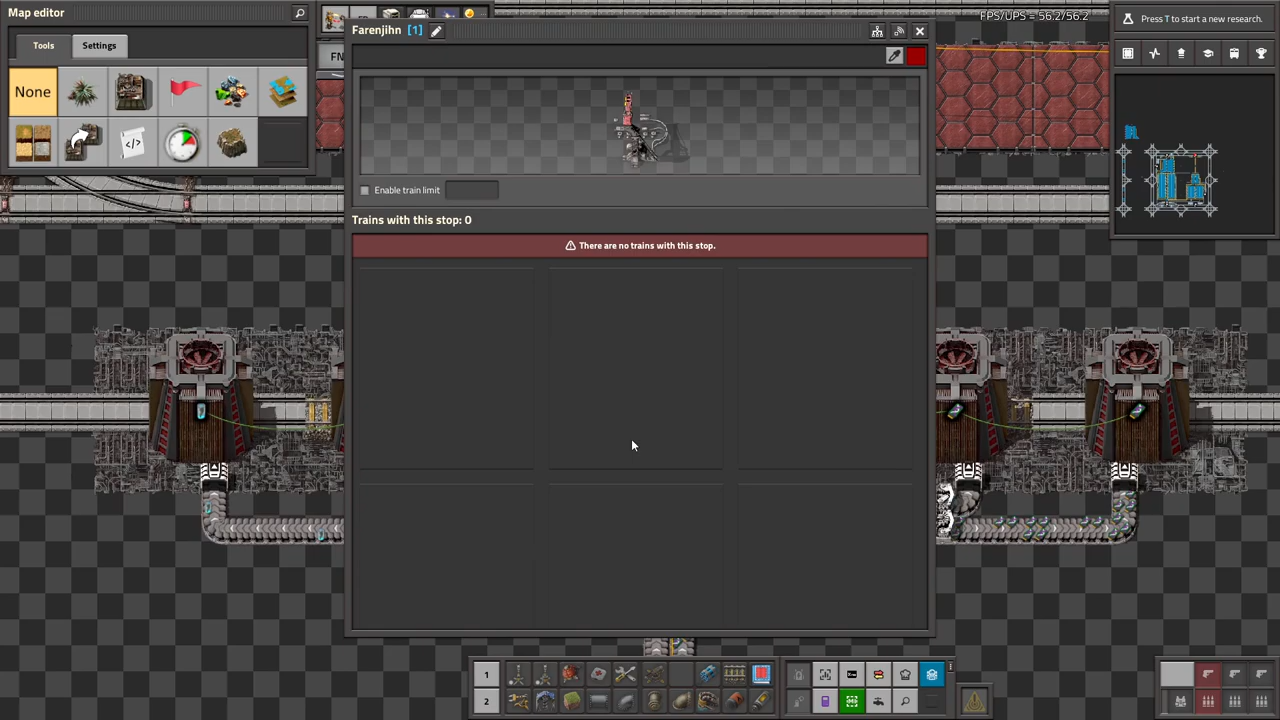 Map editor
Tools
Settings
None
Farenjihn [1]
FPS/UPS = 56.2/56.2
Press T to start a new research.
Enable train limit
Trains with this stop: 0
There are no trains with this stop.
1
2